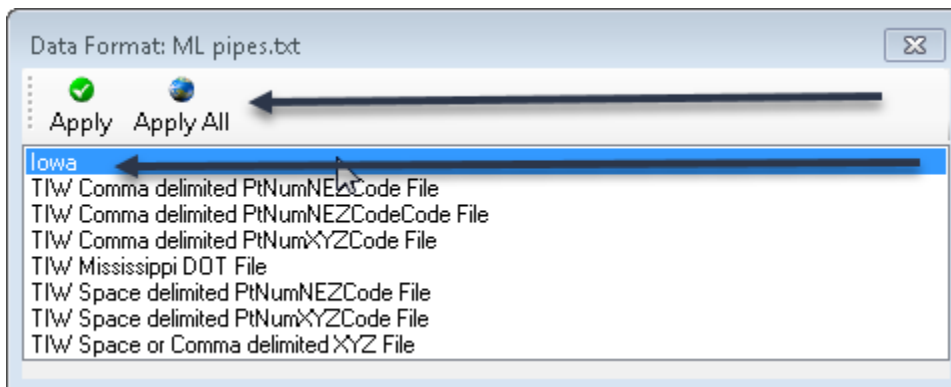 Data Format: ML pipes.txt
Apply Apply All
Iowa
TIW Comma delimited PtNumNEZCode File
TIW Comma delimited PtNumNEZCodeCode File
TIW Comma delimited PtNumXYZCode File
TIW Mississippi DOT File
TIW Space delimited PtNumNEZCode File
TIW Space delimited PtNumXYZCode File
TIW Space or Comma delimited XYZ File